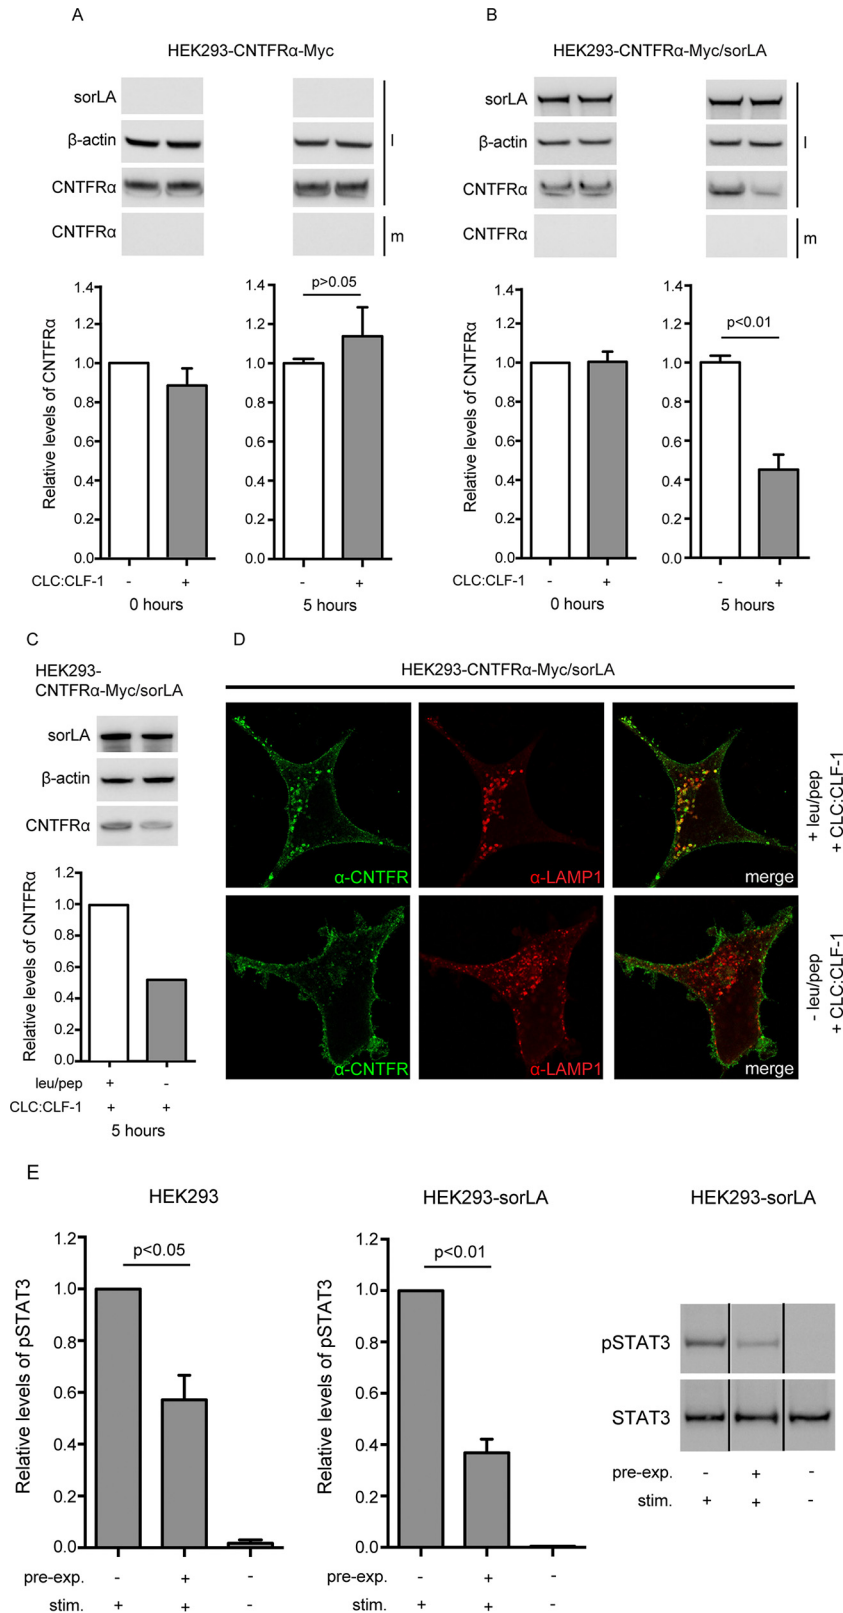 A
HEK293-CNTFRα-Myc
sorLA
β-actin
CNTFRα
CNTFRα
l
m
Relative levels of CNTFRα
1.4
1.2
1.0
0.8
0.6
0.4
0.2
0.0
CLC:CLF-1
- +
0 hours
1.4
1.2
1.0
0.8
0.6
0.4
0.2
0.0
p>0.05
- +
5 hours
B
HEK293-CNTFRα-Myc/sorLA
sorLA
β-actin
CNTFRα
CNTFRα
l
m
Relative levels of CNTFRα
1.4
1.2
1.0
0.8
0.6
0.4
0.2
0.0
CLC:CLF-1
- +
0 hours
1.4
1.2
1.0
0.8
0.6
0.4
0.2
0.0
p<0.01
- +
5 hours
C
HEK293-
CNTFRα-Myc/sorLA
sorLA
β-actin
CNTFRα
Relative levels of CNTFRα
1.2
1.0
0.8
0.6
0.4
0.2
0.0
leu/pep + -
CLC:CLF-1 + +
5 hours
D
HEK293-CNTFRα-Myc/sorLA
α-CNTFR
α-LAMP1
merge
+ leu/pep
+ CLC:CLF-1
α-CNTFR
α-LAMP1
merge
- leu/pep
+ CLC:CLF-1
E
HEK293
Relative levels of pSTAT3
1.2
1.0
0.8
0.6
0.4
0.2
0.0
p<0.05
pre-exp. - + -
stim. + + -
HEK293-sorLA
Relative levels of pSTAT3
1.2
1.0
0.8
0.6
0.4
0.2
0.0
p<0.01
pre-exp. - + -
stim. + + -
HEK293-sorLA
pSTAT3
STAT3
pre-exp. - + -
stim. + + -